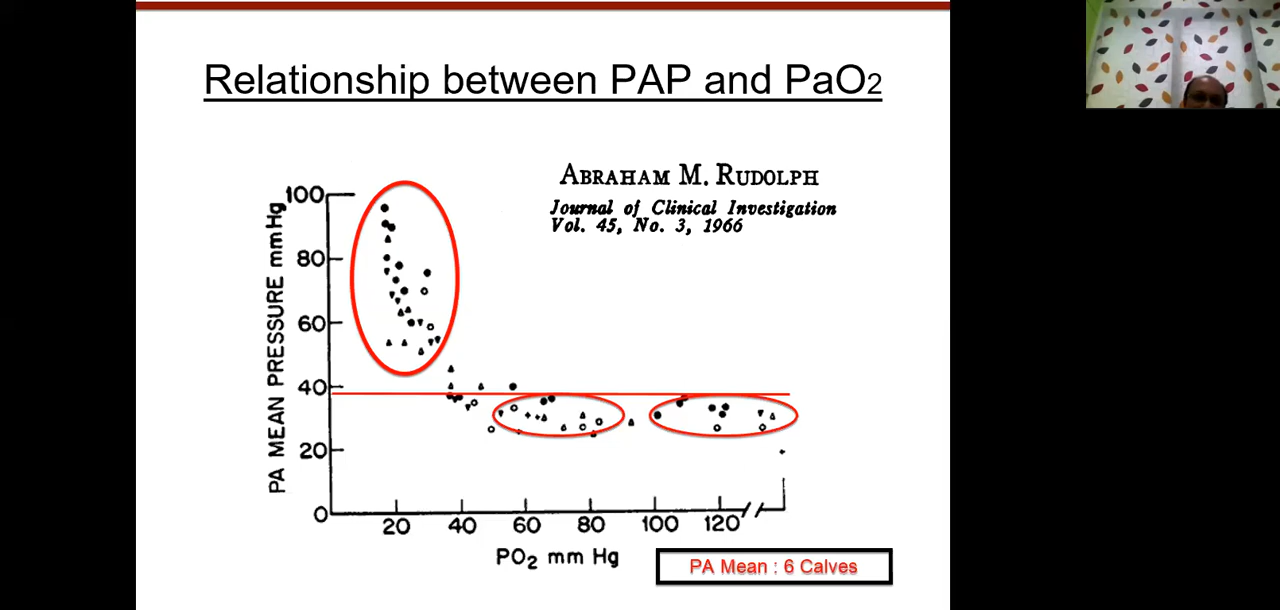 Relationship between PAP and PaO2
ABRAHAM M. RUDOLPH
Journal of Clinical Investigation
Vol. 45, No. 3, 1966
PA MEAN PRESSURE mmHg
100
80
60
40
20
0
20 40 60 80 100 120
PO2 mm Hg
PA Mean : 6 Calves